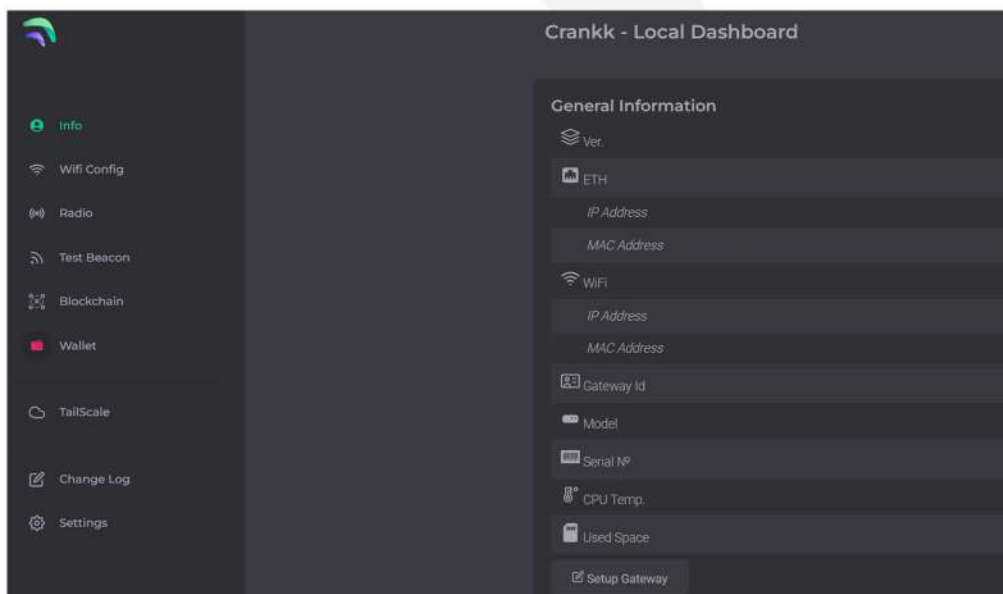 Crankk - Local Dashboard
Info
Wifi Config
Radio
Test Beacon
Blockchain
Wallet
TailScale
Change Log
Settings
General Information
Ver.
ETH
IP Address
MAC Address
WiFi
IP Address
MAC Address
Gateway Id
Model
Serial Nº
CPU Temp.
Used Space
Setup Gateway